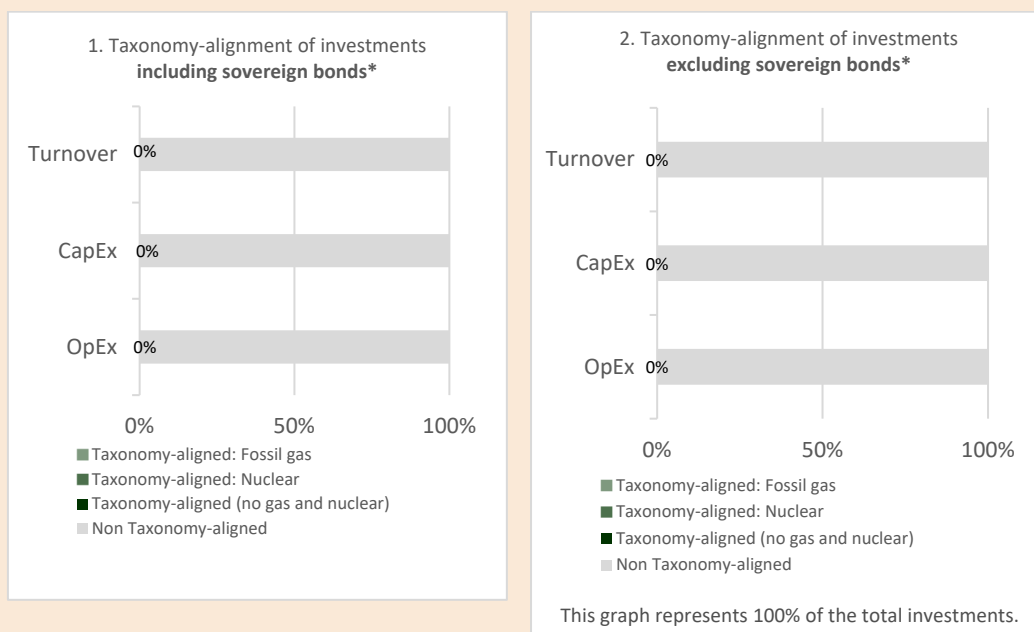 1. Taxonomy-alignment of investments
including sovereign bonds*
Turnover 0%
CapEx 0%
OpEx 0%
0% 50% 100%
Taxonomy-aligned: Fossil gas
Taxonomy-aligned: Nuclear
Taxonomy-aligned (no gas and nuclear)
Non Taxonomy-aligned
2. Taxonomy-alignment of investments
excluding sovereign bonds*
Turnover 0%
CapEx 0%
OpEx 0%
0% 50% 100%
Taxonomy-aligned: Fossil gas
Taxonomy-aligned: Nuclear
Taxonomy-aligned (no gas and nuclear)
Non Taxonomy-aligned
This graph represents 100% of the total investments.